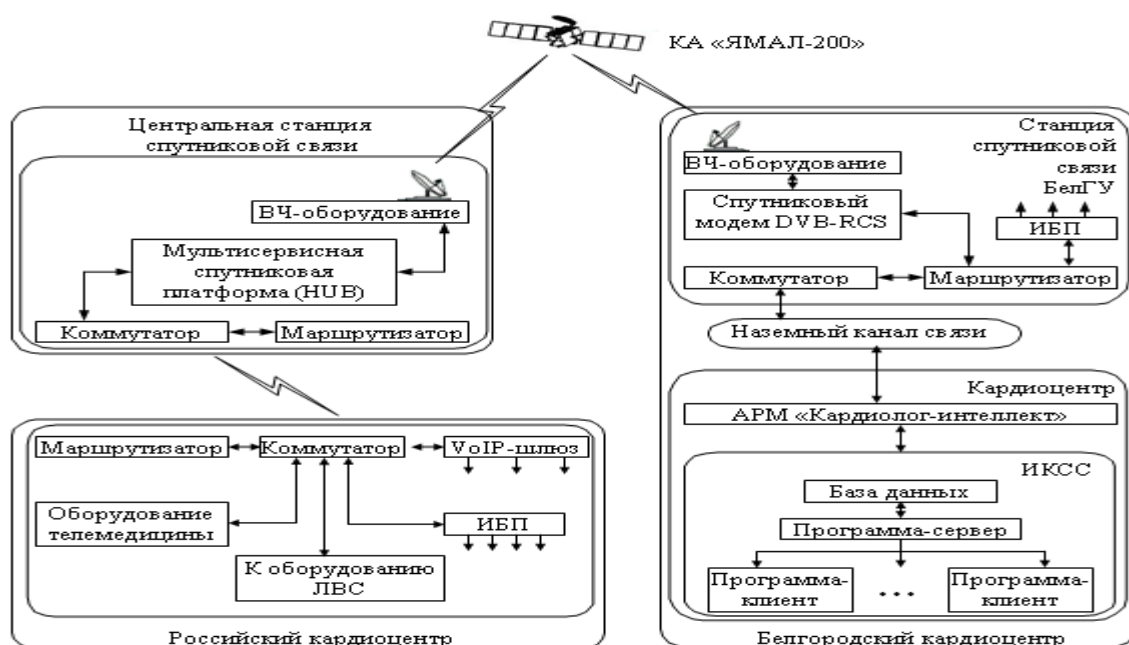 КА «ЯМАЛ-200»
Центральная станция
спутниковой связи
ВЧ-оборудование
Мультисервисная
спутниковая
платформа (HUB)
Коммутатор
Маршрутизатор
Маршрутизатор
Коммутатор
VoIP-шлюз
Оборудование
телемедицины
ИБП
К оборудованию
ЛВС
Российский кардиоцентр
Станция
спутниковой
связи
БелГУ
ВЧ-оборудование
Спутниковый
модем DVB-RCS
ИБП
Коммутатор
Маршрутизатор
Наземный канал связи
Кардиоцентр
АРМ «Кардиолог-интеллект»
ИКСС
База данных
Программа-сервер
Программа-
клиент
...
Программа-
клиент
Белгородский кардиоцентр